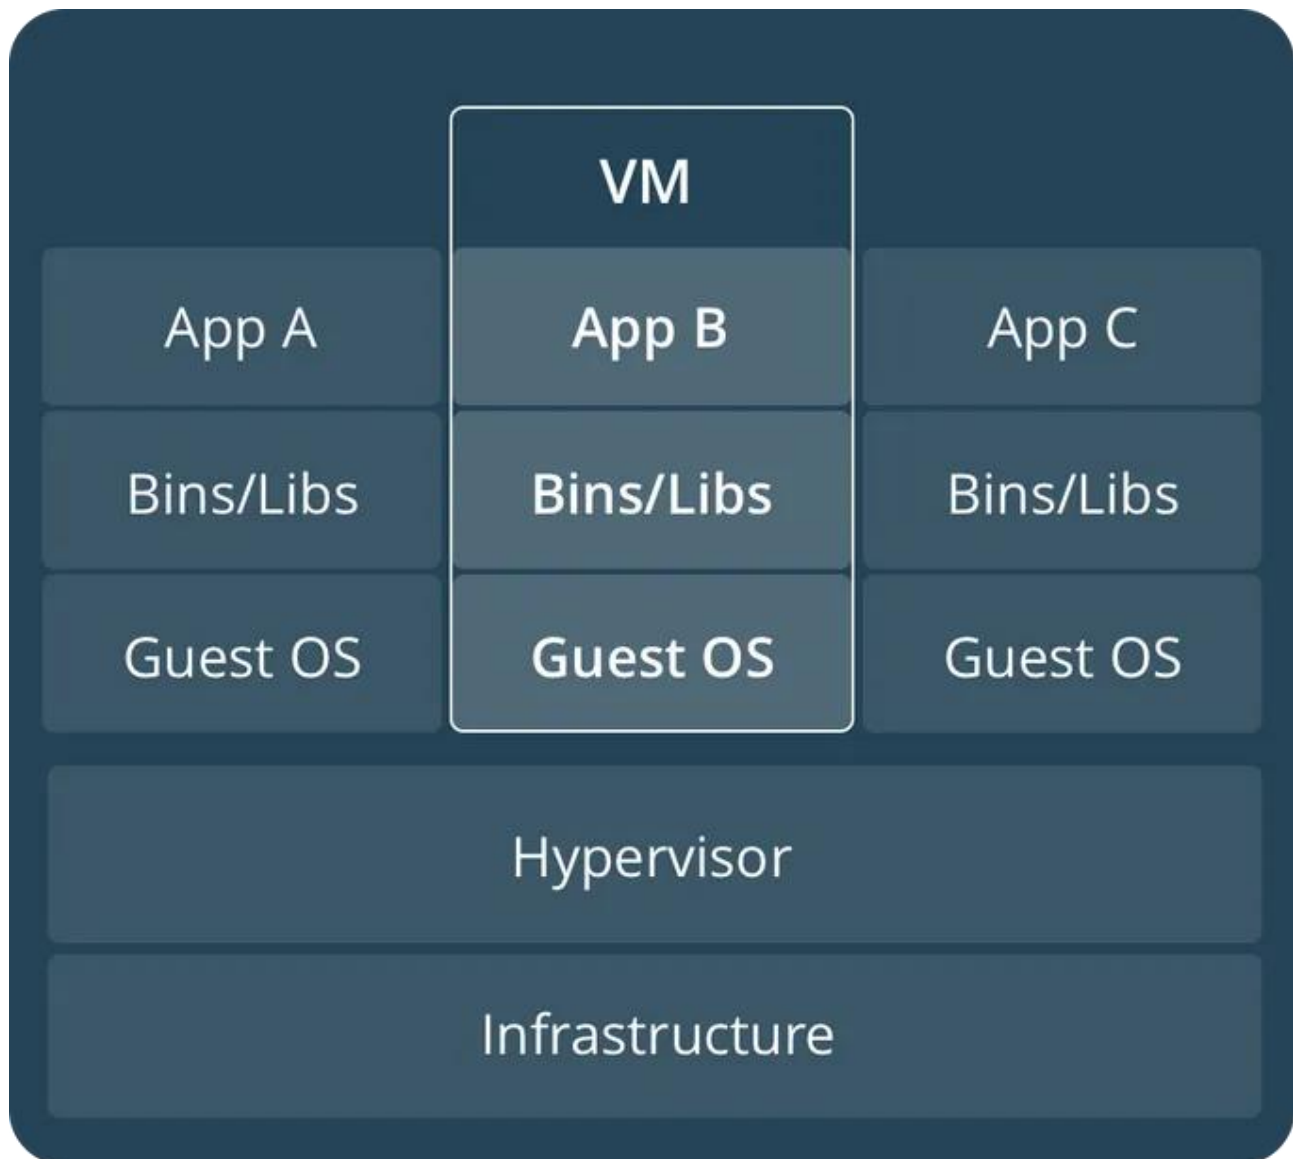 VM
App A
App B
App C
Bins/Libs
Bins/Libs
Bins/Libs
Guest OS
Guest OS
Guest OS
Hypervisor
Infrastructure